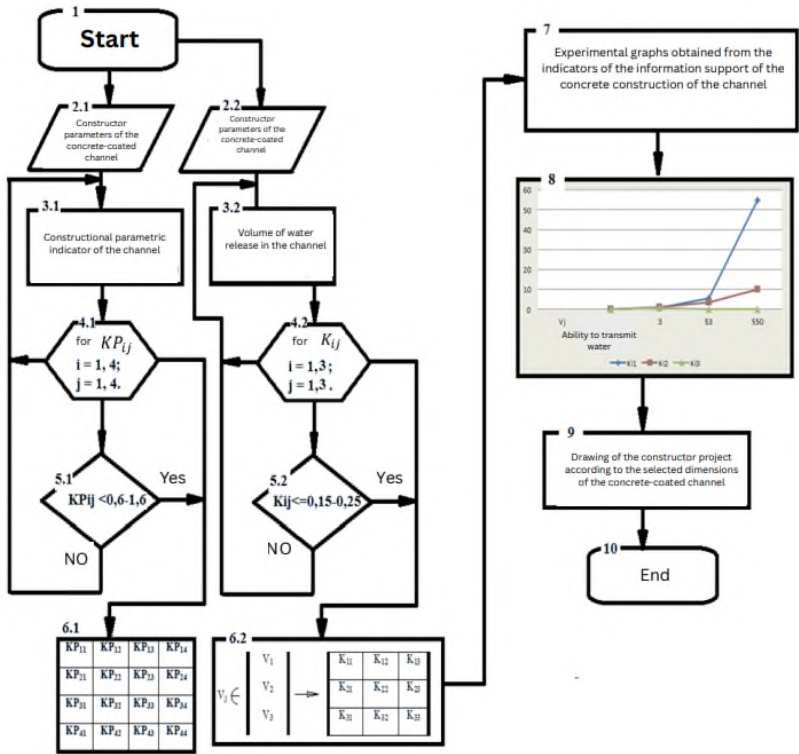 1
Start
2.1
Constructor
parameters of the
concrete-coated
channel
2.2
Constructor
parameters of the
concrete-coated
channel
3.1
Constructional parametric
indicator of the channel
3.2
Volume of water
release in the channel
4.1
for KP_{ij}
i = 1, 4;
j = 1, 4.
4.2
for K_{ij}
i = 1,3;
j = 1,3 .
5.1
KPij <0,6-1,6
Yes
NO
5.2
Kij<=0,15-0,25
Yes
NO
6.1
KP₁₁ KP₁₂ KP₁₃ KP₁₄
KP₂₁ KP₂₂ KP₂₃ KP₂₄
KP₃₁ KP₃₂ KP₃₃ KP₃₄
KP₄₁ KP₄₂ KP₄₃ KP₄₄
6.2
V_j ∈
V₁
V₂
V₃
K₁₁ K₁₂ K₁₃
K₂₁ K₂₂ K₂₃
K₃₁ K₃₂ K₃₃
7
Experimental graphs obtained from the
indicators of the information support of the
concrete construction of the channel
8
60
50
40
30
20
10
0
Vj 3 53 550
Ability to transmit
water
KI1 KI2 KI3
9
Drawing of the constructor project
according to the selected dimensions
of the concrete-coated channel
10
End